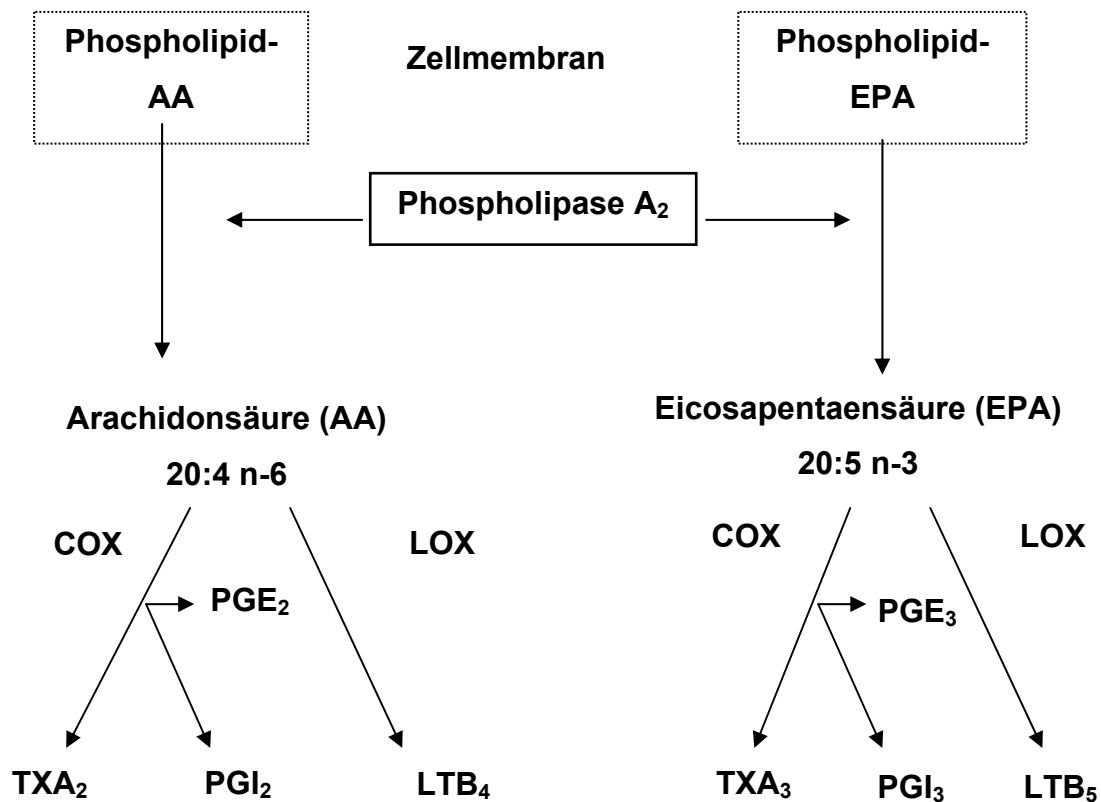 Phospholipid-
AA
Zellmembran
Phospholipid-
EPA
Phospholipase A₂
Arachidonsäure (AA)
20:4 n-6
Eicosapentaensäure (EPA)
20:5 n-3
COX
LOX
COX
LOX
PGE₂
PGE₃
TXA₂
PGI₂
LTB₄
TXA₃
PGI₃
LTB₅